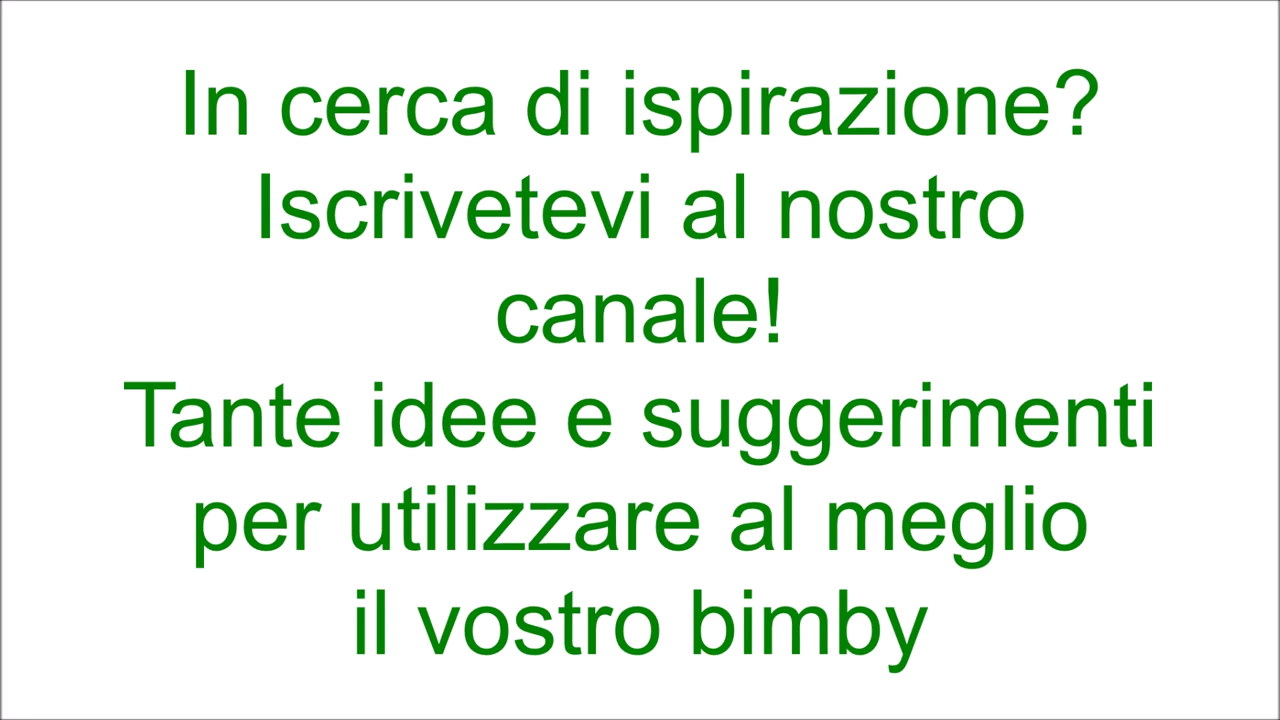 In cerca di ispirazione?
Iscrivetevi al nostro
canale!
Tante idee e suggerimenti
per utilizzare al meglio
il vostro bimby